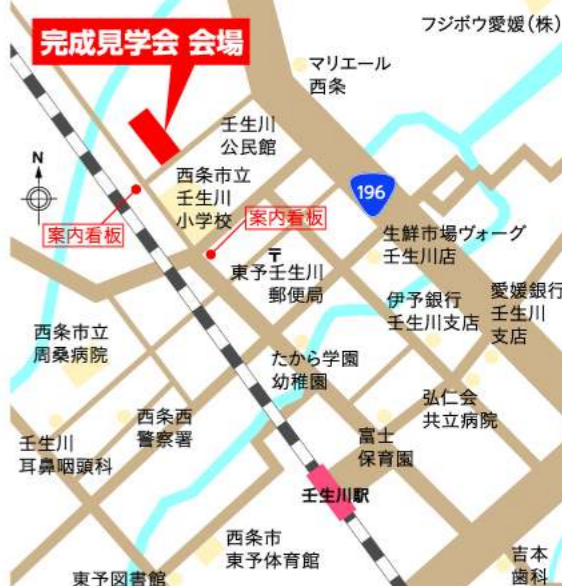 フジボウ愛媛(株)
完成見学会 会場
マリエール
西条
壬生川
公民館
N
西条市立
壬生川
小学校
196
案内看板
案内看板
生鮮市場ヴォーグ
壬生川店
〒
東予壬生川
郵便局
伊予銀行
壬生川支店
愛媛銀行
壬生川
支店
西条市立
周桑病院
たから学園
幼稚園
弘仁会
共立病院
西条西
警察署
富士
保育園
壬生川
耳鼻咽頭科
壬生川駅
西条市
東予体育館
吉本
歯科
東予図書館